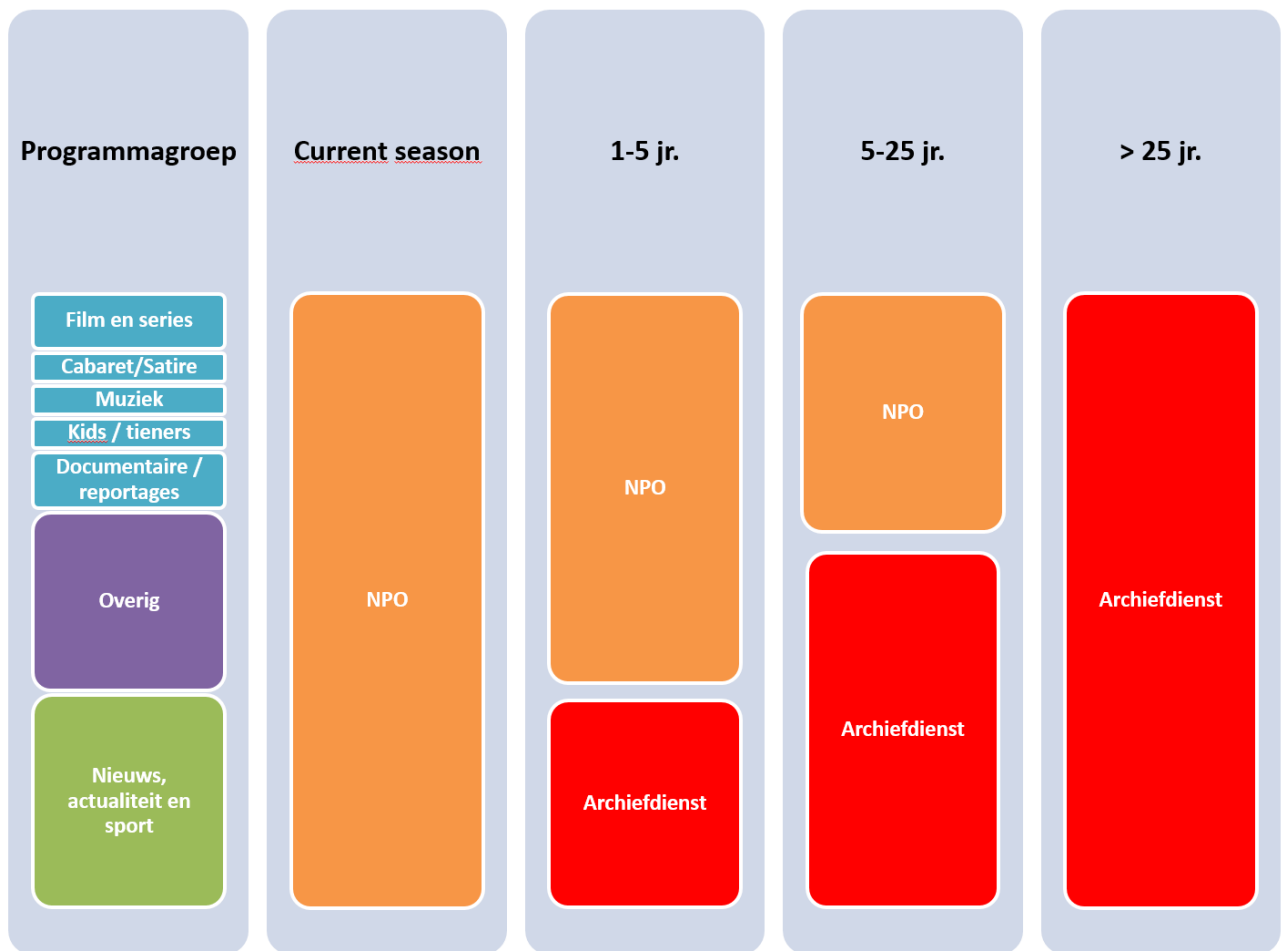 Programmagroep
Current season
1-5 jr.
5-25 jr.
> 25 jr.
Film en series
Cabaret/Satire
Muziek
Kids / tieners
Documentaire /
reportages
Overig
Nieuws,
actualiteit en
sport
NPO
NPO
Archiefdienst
NPO
Archiefdienst
Archiefdienst